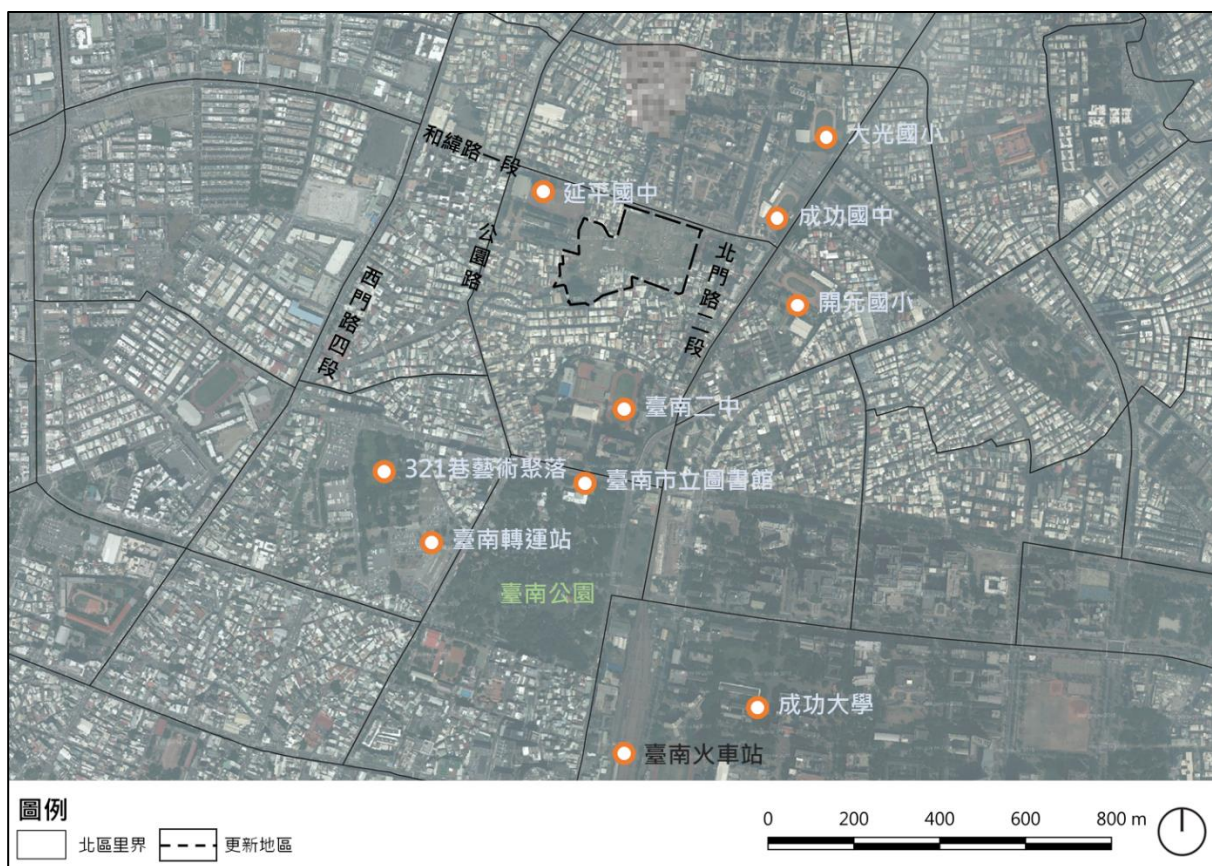 大光國小
和緯路一段
延平國中
成功國中
公園路
北門路二段
西門路四段
開元國小
臺南二中
321巷藝術聚落
臺南市立圖書館
臺南轉運站
臺南公園
成功大學
臺南火車站
圖例
北區里界
更新地區
0 200 400 600 800 m